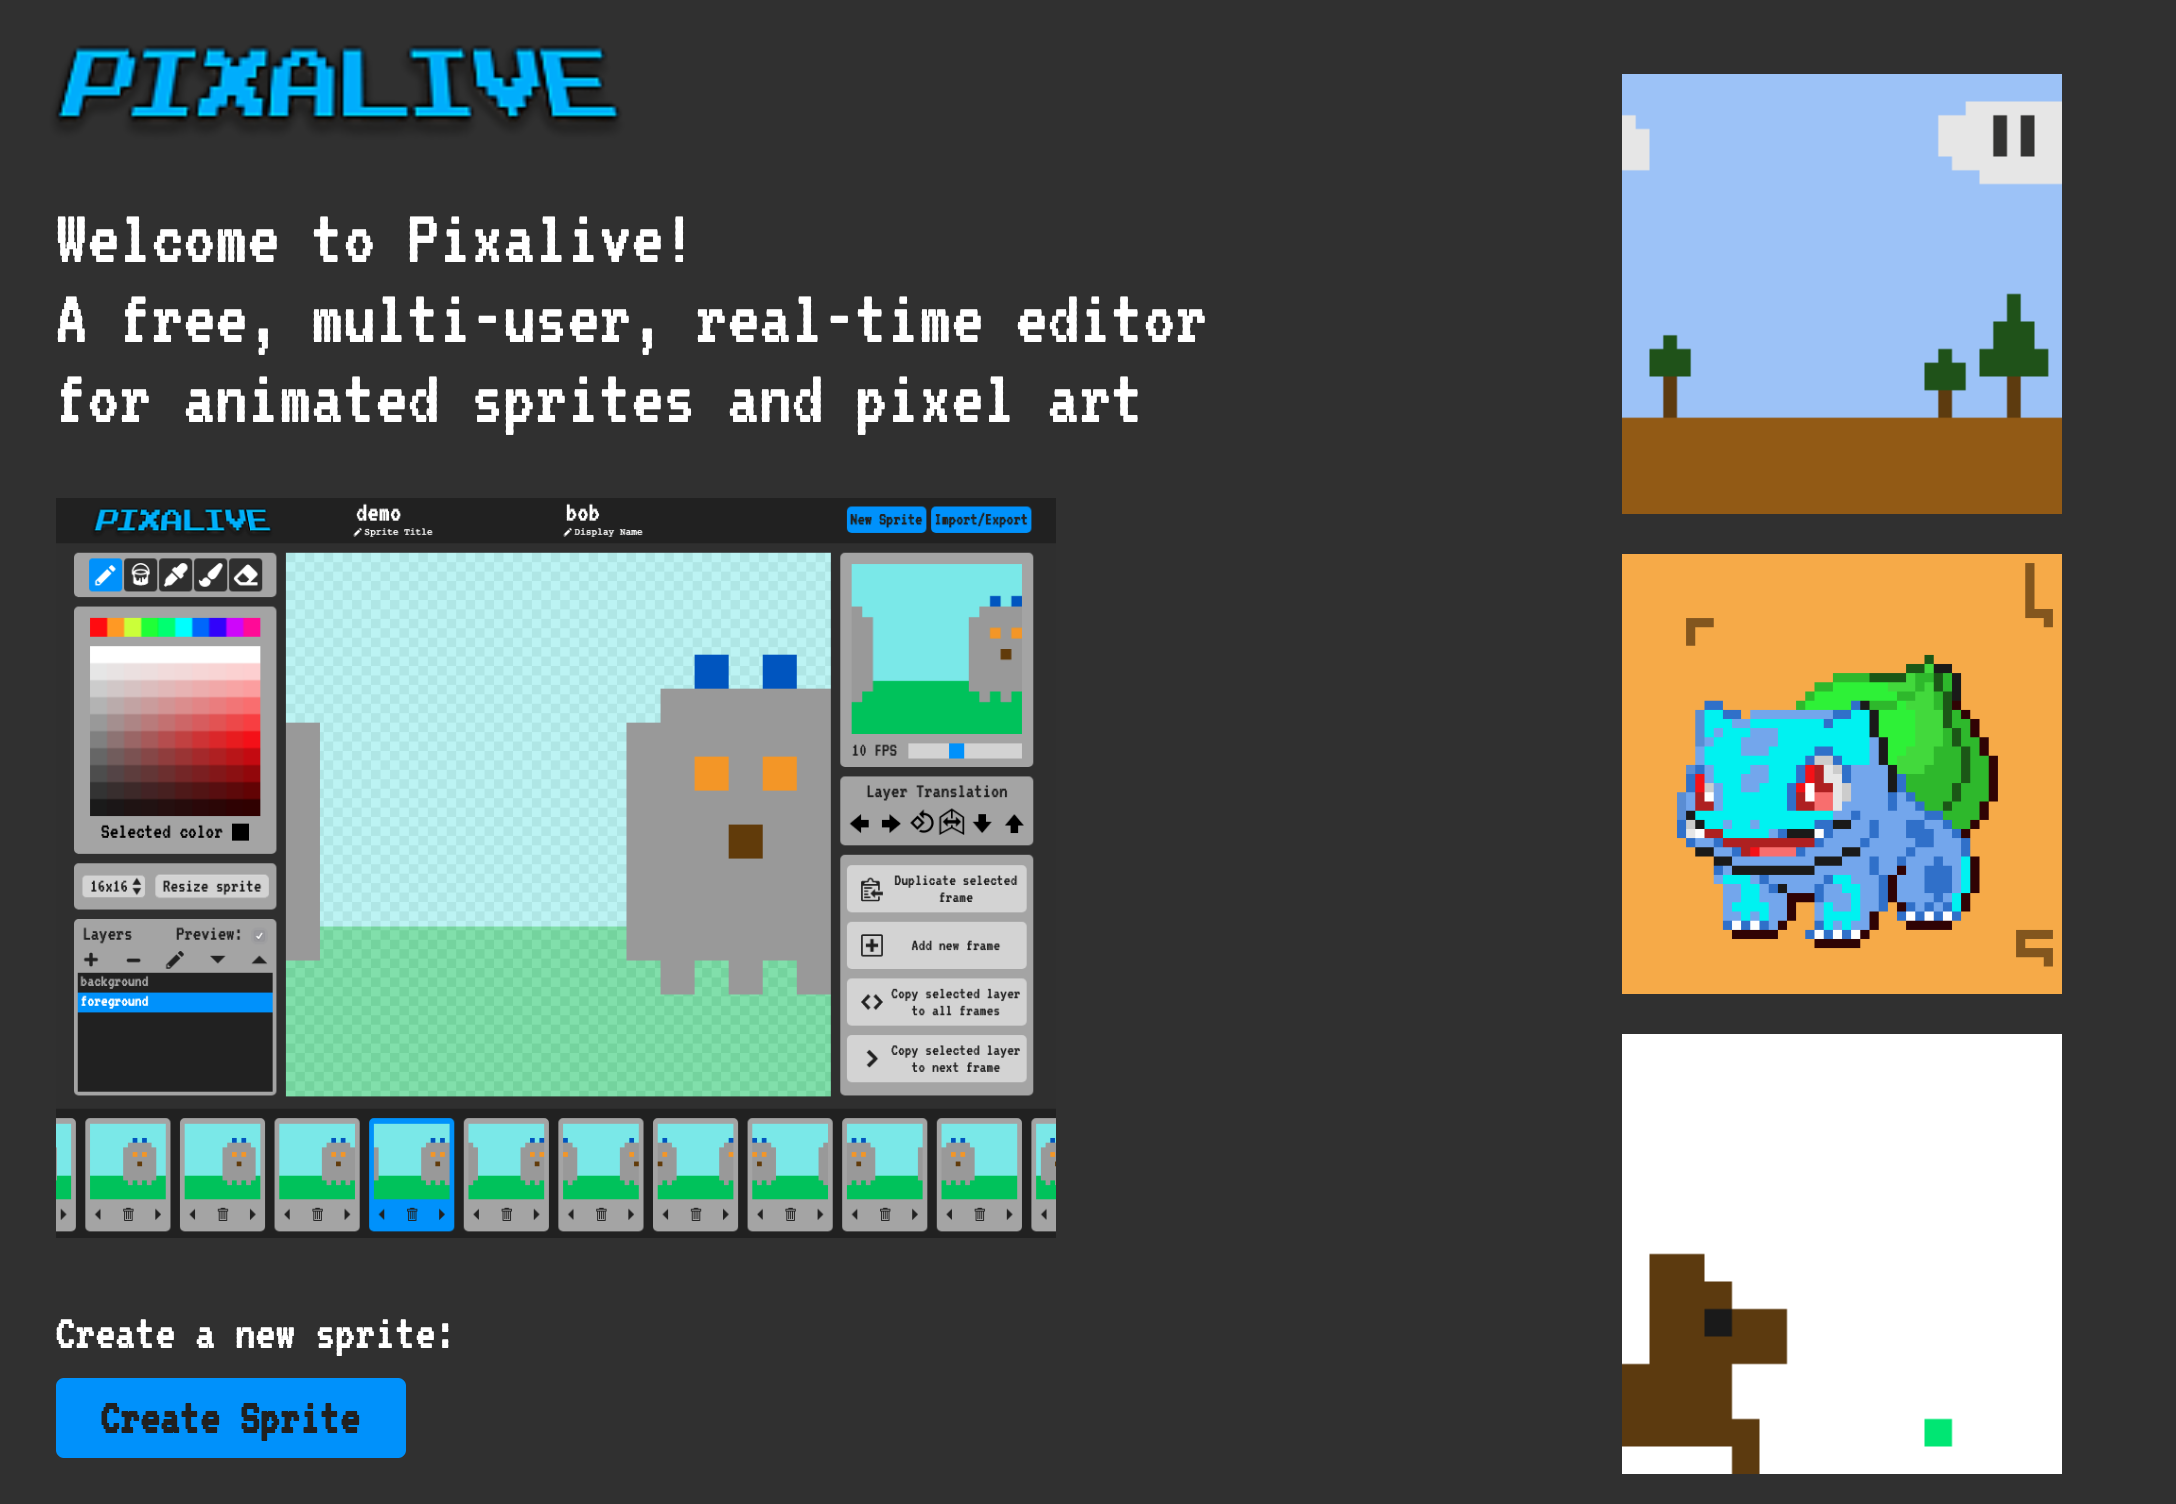 PIXALIVE
Welcome to Pixalive!
A free, multi-user, real-time editor
for animated sprites and pixel art
PIXALIVE
demo
Sprite Title
bob
Display Name
New Sprite
Import/Export
Selected color
16x16
Resize sprite
Layers
Preview:
background
foreground
10 FPS
Layer Translation
Duplicate selected
frame
Add new frame
Copy selected layer
to all frames
Copy selected layer
to next frame
Create a new sprite:
Create Sprite